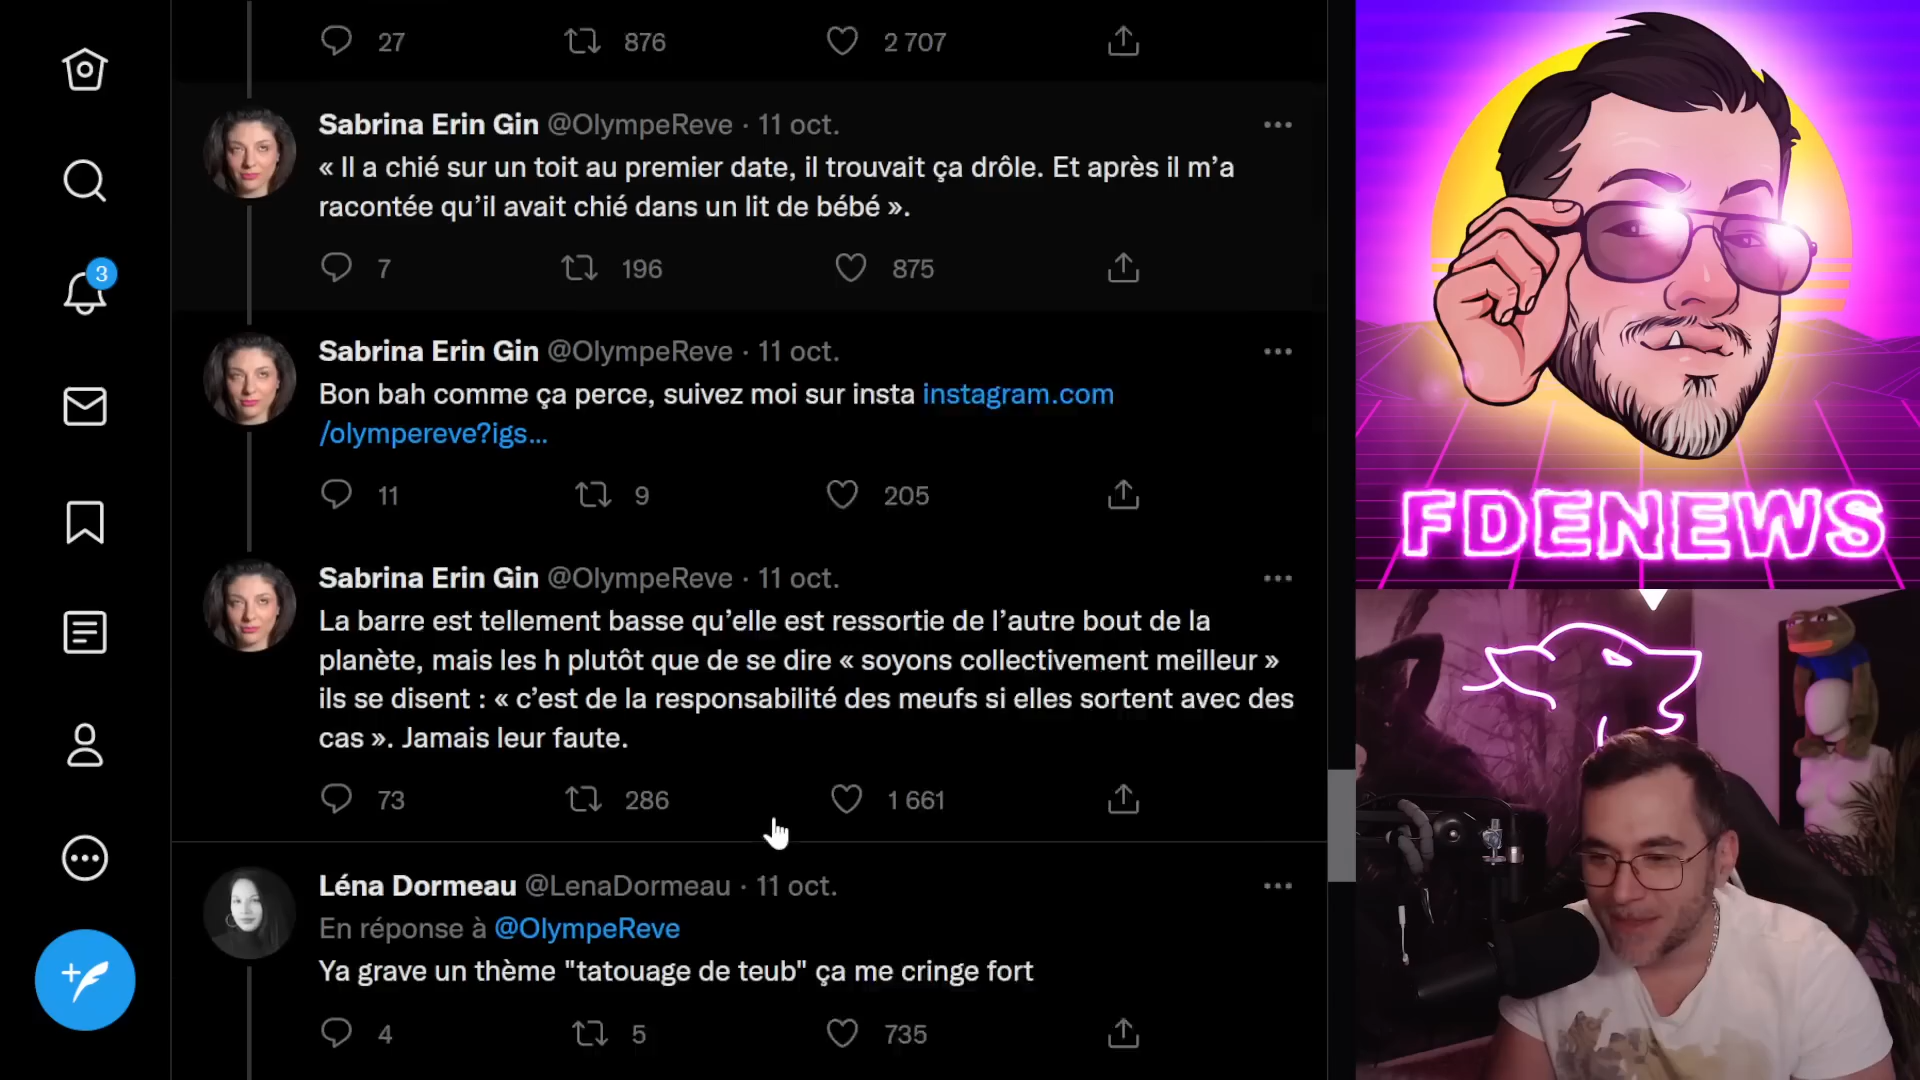 27 876 2 707
Sabrina Erin Gin @OlympeReve · 11 oct.
« Il a chié sur un toit au premier date, il trouvait ça drôle. Et après il m’a
racontée qu’il avait chié dans un lit de bébé ».
7 196 875
Sabrina Erin Gin @OlympeReve · 11 oct.
Bon bah comme ça perce, suivez moi sur insta instagram.com
/olympereve?igs...
11 9 205
Sabrina Erin Gin @OlympeReve · 11 oct.
La barre est tellement basse qu’elle est ressortie de l’autre bout de la
planète, mais les h plutôt que de se dire « soyons collectivement meilleur »
ils se disent : « c’est de la responsabilité des meufs si elles sortent avec des
cas ». Jamais leur faute.
73 286 1 661
Léna Dormeau @LenaDormeau · 11 oct.
En réponse à @OlympeReve
Ya grave un thème "tatouage de teub" ça me cringe fort
4 5 735
3
FDENEWS